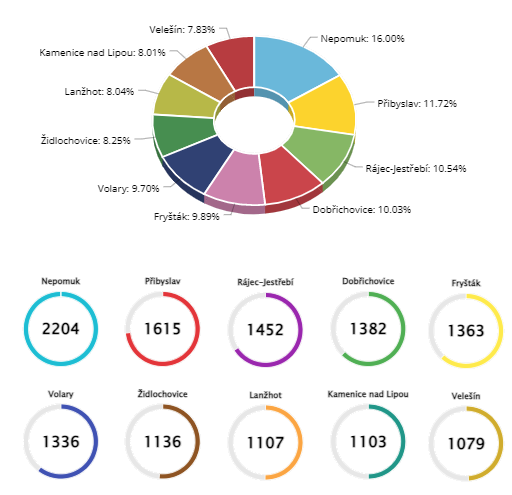 Velešín: 7.83%
Nepomuk: 16.00%
Kamenice nad Lipou: 8.01%
Lanžhot: 8.04%
Přibyslav: 11.72%
Židlochovice: 8.25%
Rájec-Jestřebí: 10.54%
Volary: 9.70%
Fryšták: 9.89%
Dobřichovice: 10.03%
Nepomuk
Přibyslav
Rájec-Jestřebí
Dobřichovice
Fryšták
2204
1615
1452
1382
1363
Volary
Židlochovice
Lanžhot
Kamenice nad Lipou
Velešín
1336
1136
1107
1103
1079